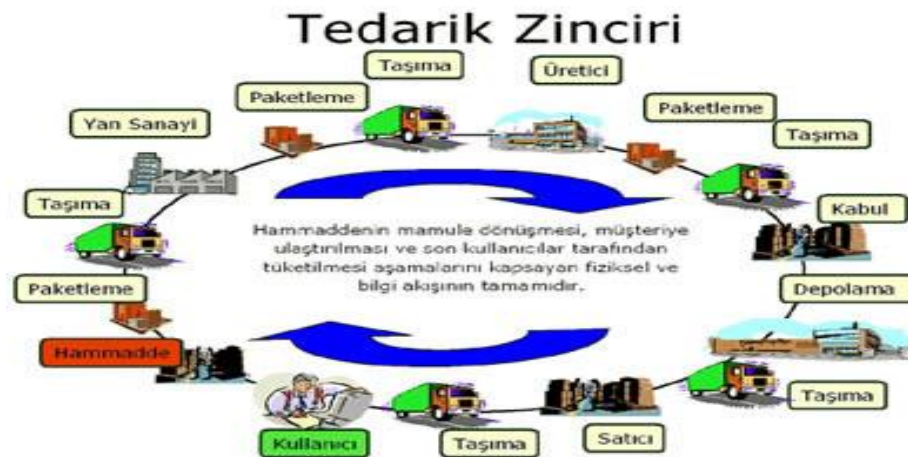 Tedarik Zinciri
Taşıma
Üretici
Paketleme
Paketleme
Yan Sanayi
Taşıma
Taşıma
Kabul
Hammaddenin mamule dönüşmesi, müşteriye
ulaştırılması ve son kullanıcılar tarafından
tüketilmesi aşamalarını kapsayan fiziksel ve
bilgi akışının tamamıdır.
Paketleme
Depolama
Hammadde
Taşıma
Kullanıcı
Taşıma
Satıcı